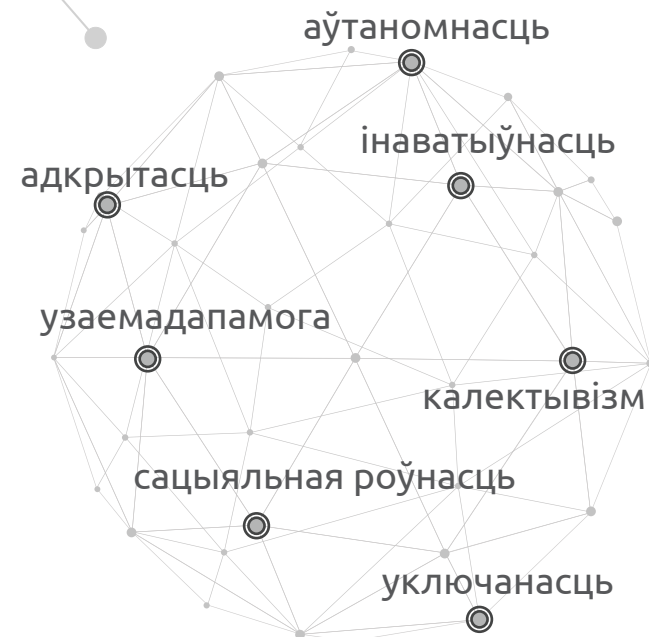 аўтаномнасць
інаватыўнасць
адкрытасць
узаемадапамога
калектывізм
сацыяльная роўнасць
уключанасць